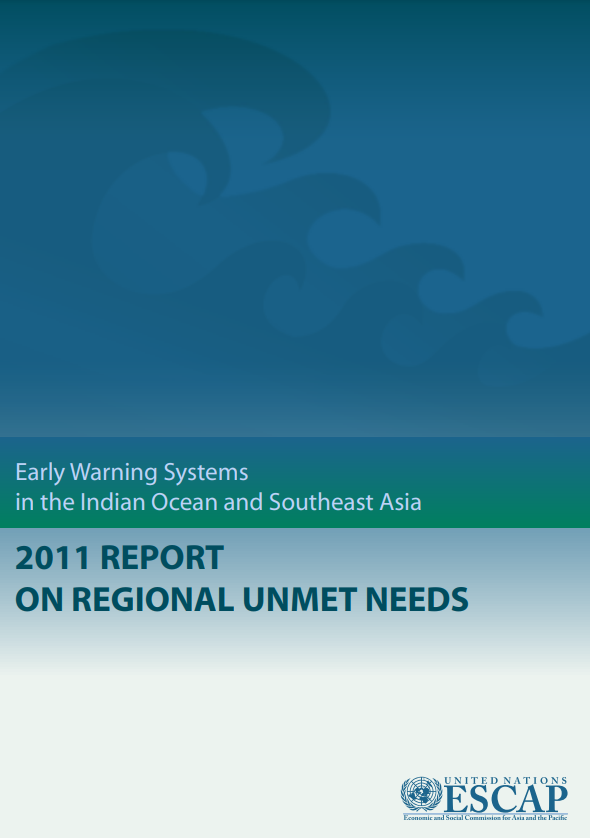 Early Warning Systems
in the Indian Ocean and Southeast Asia
2011 REPORT
ON REGIONAL UNMET NEEDS
UNITED NATIONS
ESCAP
Economic and Social Commission for Asia and the Pacific